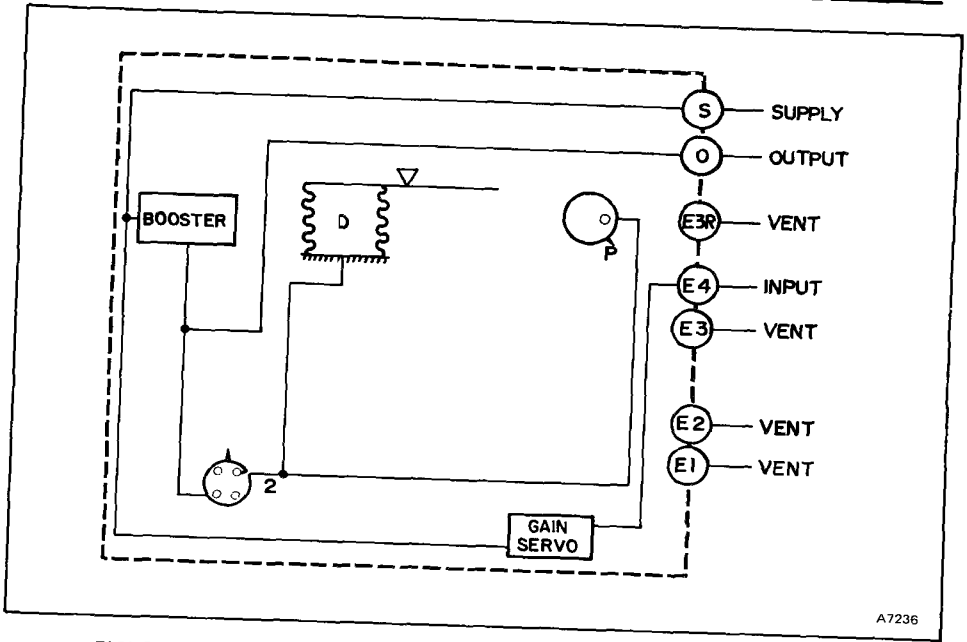 S
SUPPLY
O
OUTPUT
BOOSTER
D
E3R
VENT
P
E4
INPUT
E3
VENT
E2
VENT
2
E1
VENT
GAIN
SERVO
A7236